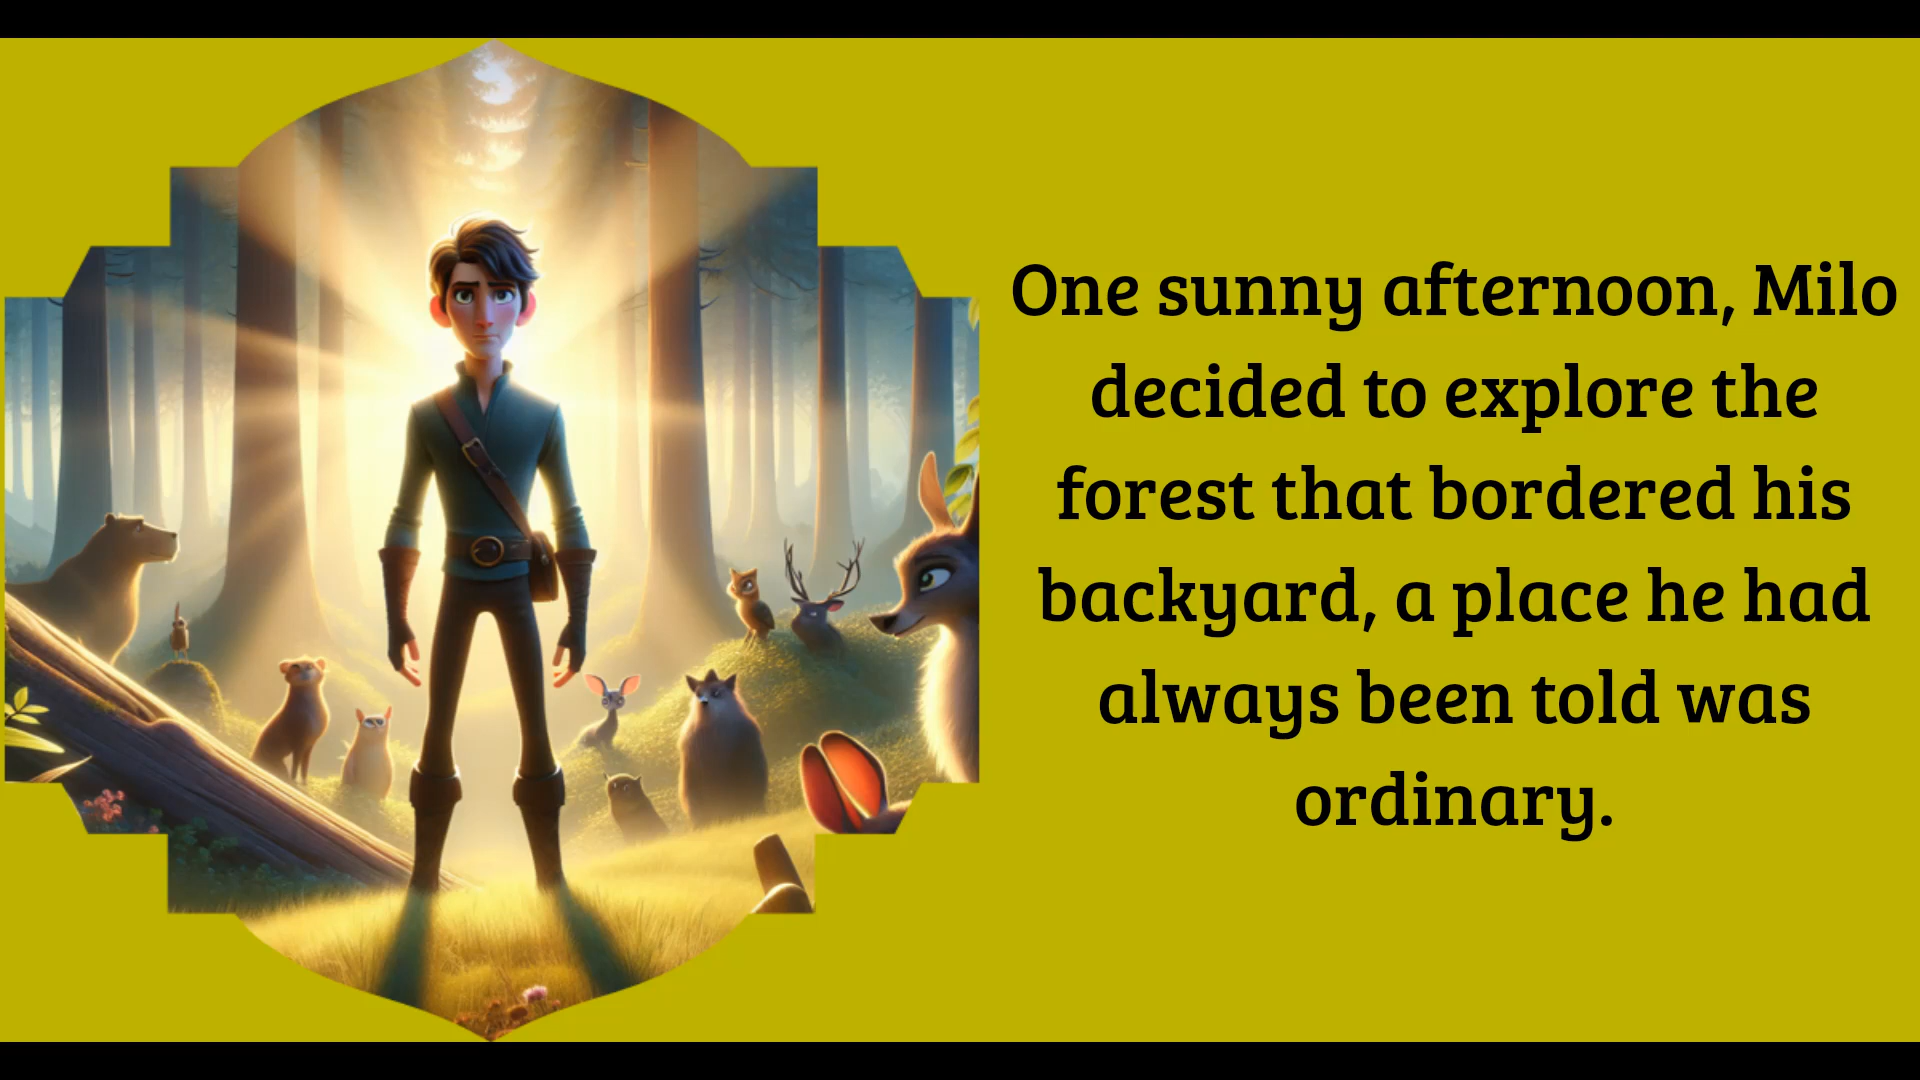 One sunny afternoon, Milo
decided to explore the
forest that bordered his
backyard, a place he had
always been told was
ordinary.